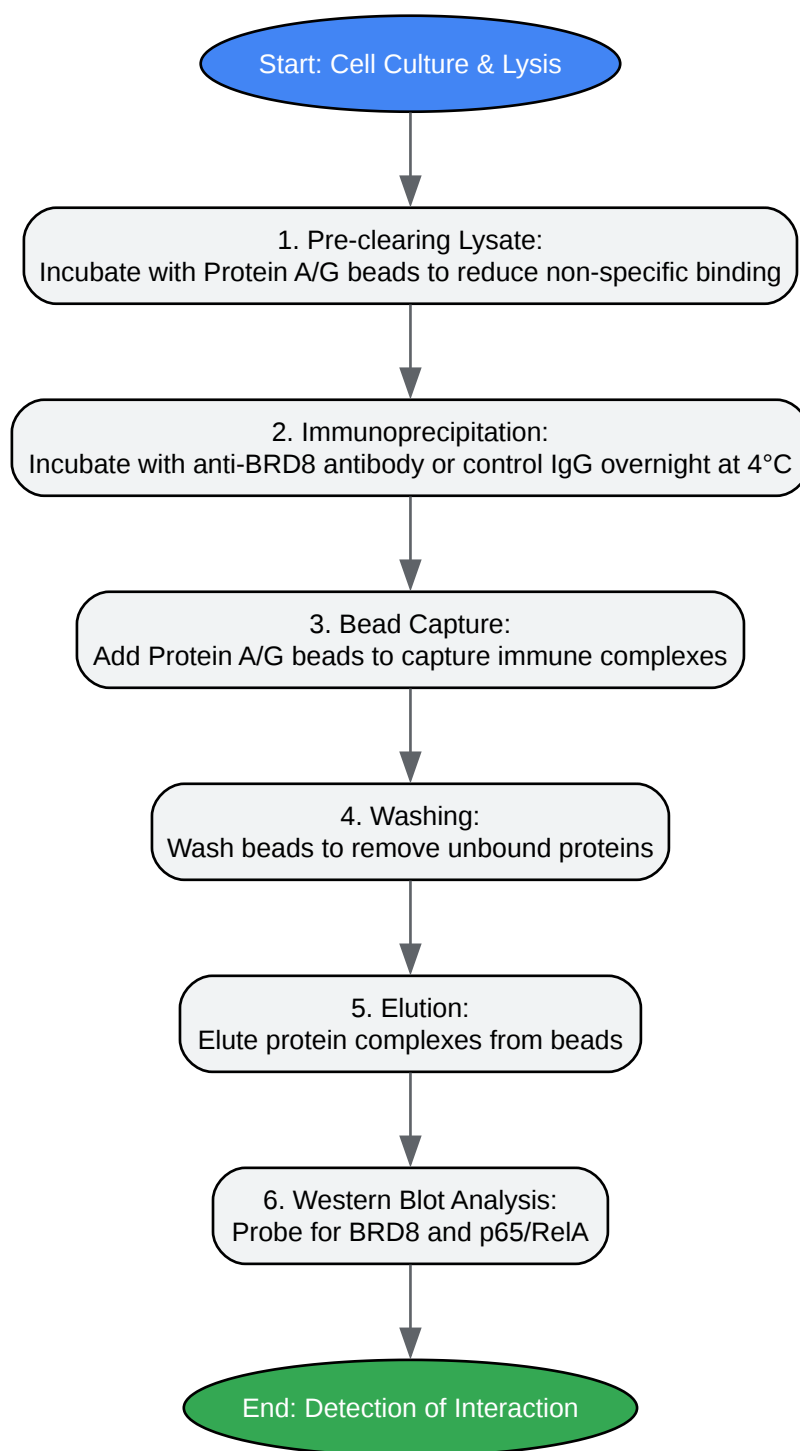 Start: Cell Culture & Lysis
1. Pre-clearing Lysate:
Incubate with Protein A/G beads to reduce non-specific binding
2. Immunoprecipitation:
Incubate with anti-BRD8 antibody or control IgG overnight at 4°C
3. Bead Capture:
Add Protein A/G beads to capture immune complexes
4. Washing:
Wash beads to remove unbound proteins
5. Elution:
Elute protein complexes from beads
6. Western Blot Analysis:
Probe for BRD8 and p65/RelA
End: Detection of Interaction